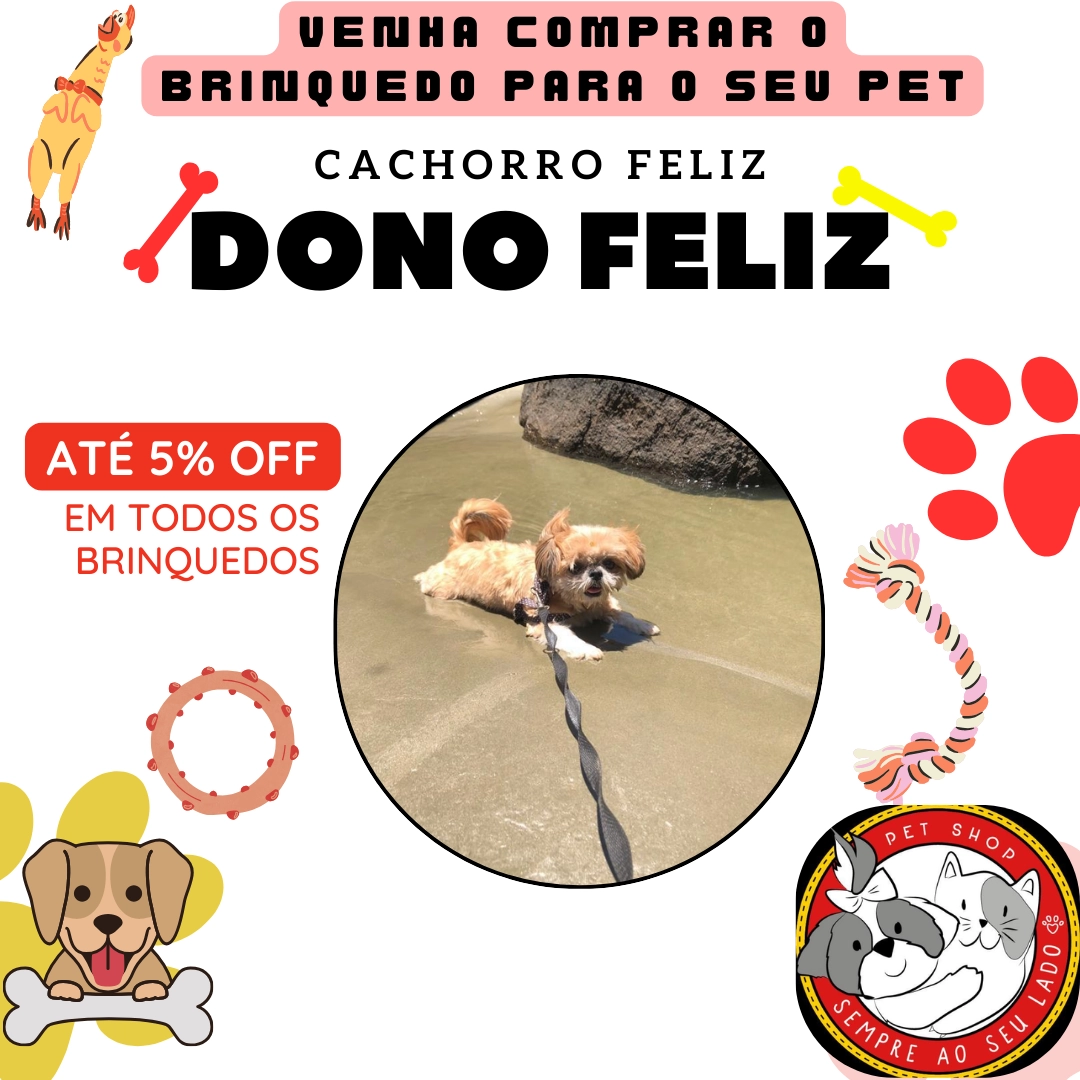 VENHA COMPRAR O
BRINQUEDO PARA O SEU PET
CACHORRO FELIZ
DONO FELIZ
ATÉ 5% OFF
EM TODOS OS
BRINQUEDOS
PET SHOP
SEMPRE AO SEU LADO